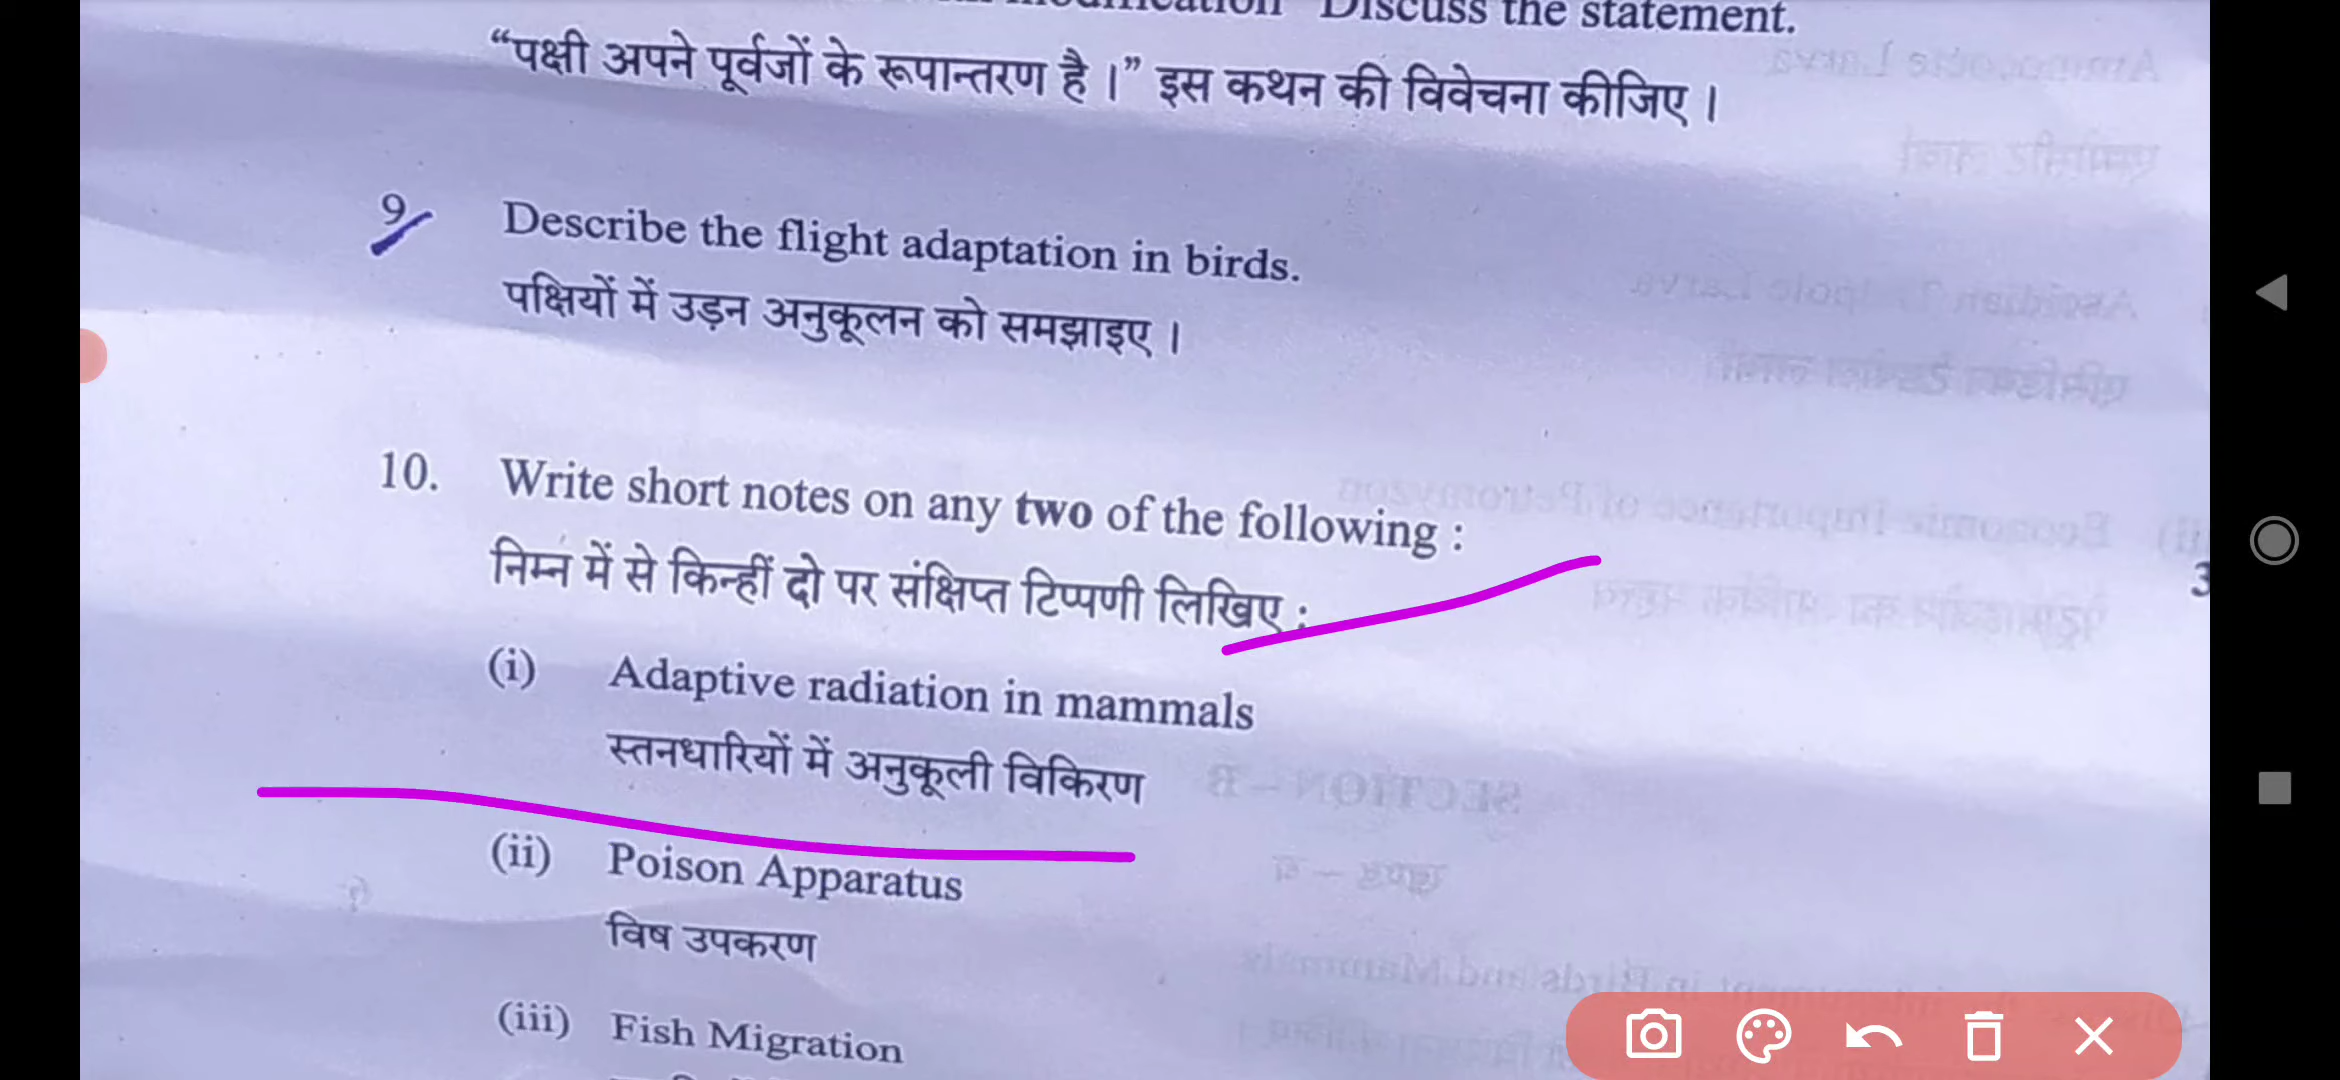 Discuss the statement.
“पक्षी अपने पूर्वजों के रूपान्तरण है ।” इस कथन की विवेचना कीजिए ।
9. Describe the flight adaptation in birds.
पक्षियों में उड़न अनुकूलन को समझाइए ।
10. Write short notes on any two of the following :
निम्न में से किन्हीं दो पर संक्षिप्त टिप्पणी लिखिए :
(i) Adaptive radiation in mammals
स्तनधारियों में अनुकूली विकिरण
(ii) Poison Apparatus
विष उपकरण
(iii) Fish Migration